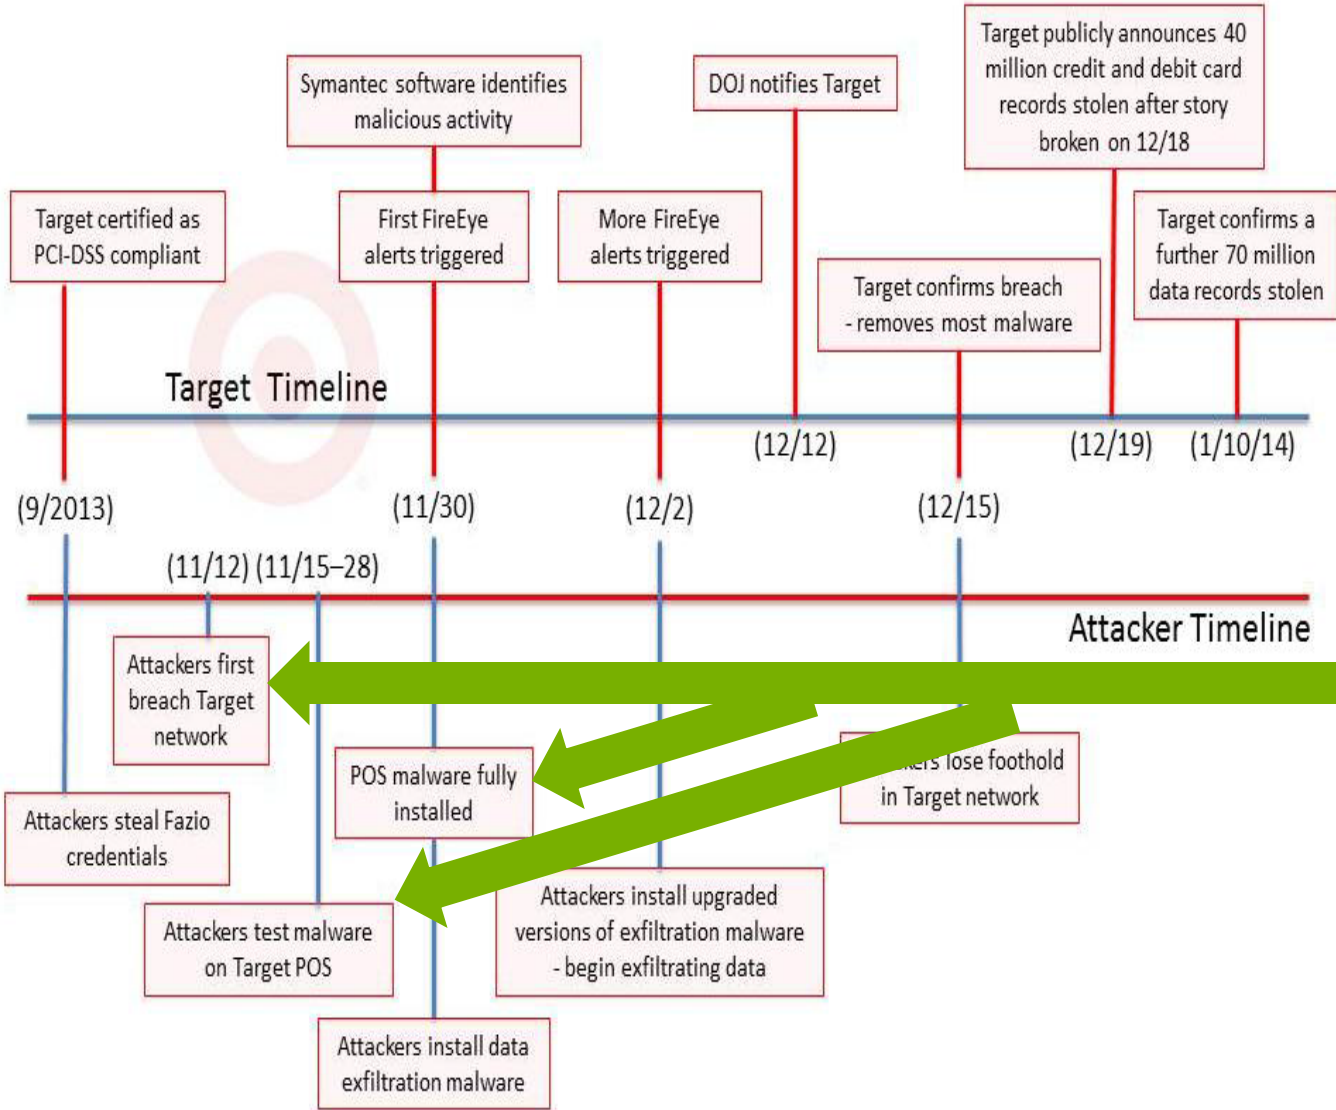 Target publicly announces 40
million credit and debit card
records stolen after story
broken on 12/18
Symantec software identifies
malicious activity
DOJ notifies Target
Target certified as
PCI-DSS compliant
First FireEye
alerts triggered
More FireEye
alerts triggered
Target confirms a
further 70 million
data records stolen
Target confirms breach
- removes most malware
Target Timeline
(12/12)
(12/19)
(1/10/14)
(9/2013)
(11/30)
(12/2)
(12/15)
(11/12)
(11/15–28)
Attacker Timeline
Attackers first
breach Target
network
POS malware fully
installed
lose foothold
in Target network
Attackers steal Fazio
credentials
Attackers test malware
on Target POS
Attackers install upgraded
versions of exfiltration malware
- begin exfiltrating data
Attackers install data
exfiltration malware